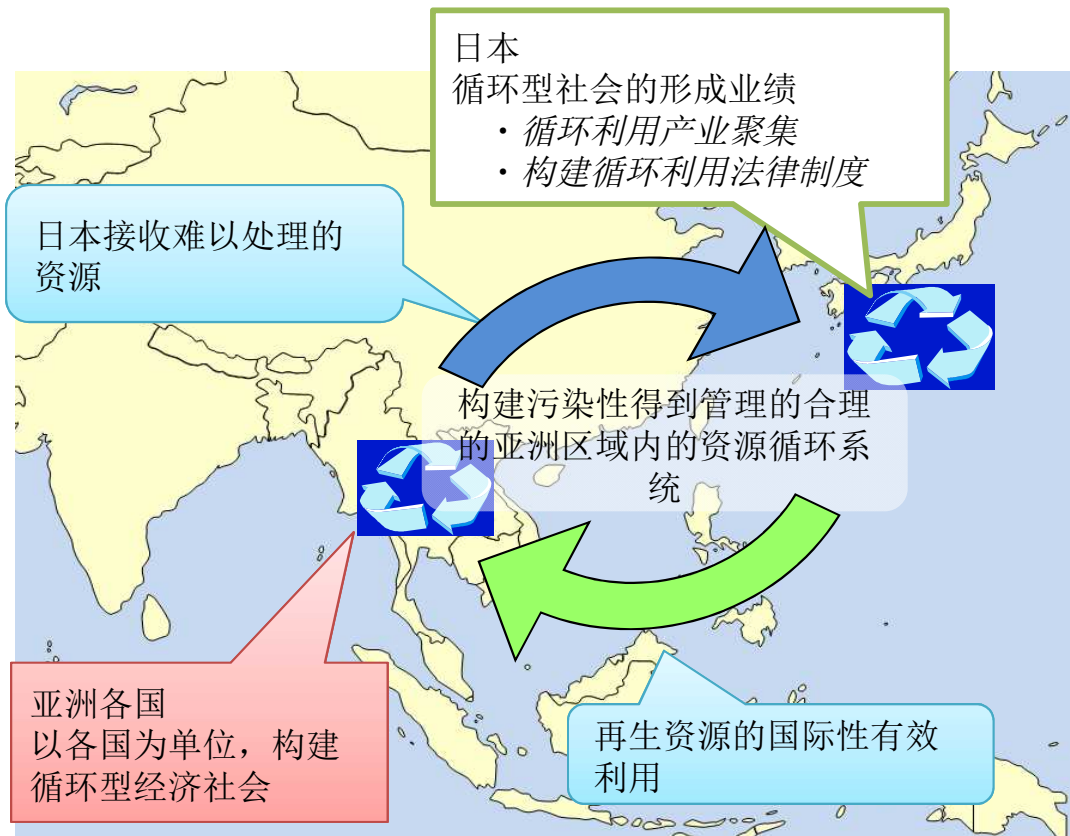 日本
循环型社会的形成业绩
・循环利用产业聚集
・构建循环利用法律制度
日本接收难以处理的
资源
构建污染性得到管理的合理
的亚洲区域内的资源循环系
统
亚洲各国
以各国为单位，构建
循环型经济社会
再生资源的国际性有效
利用